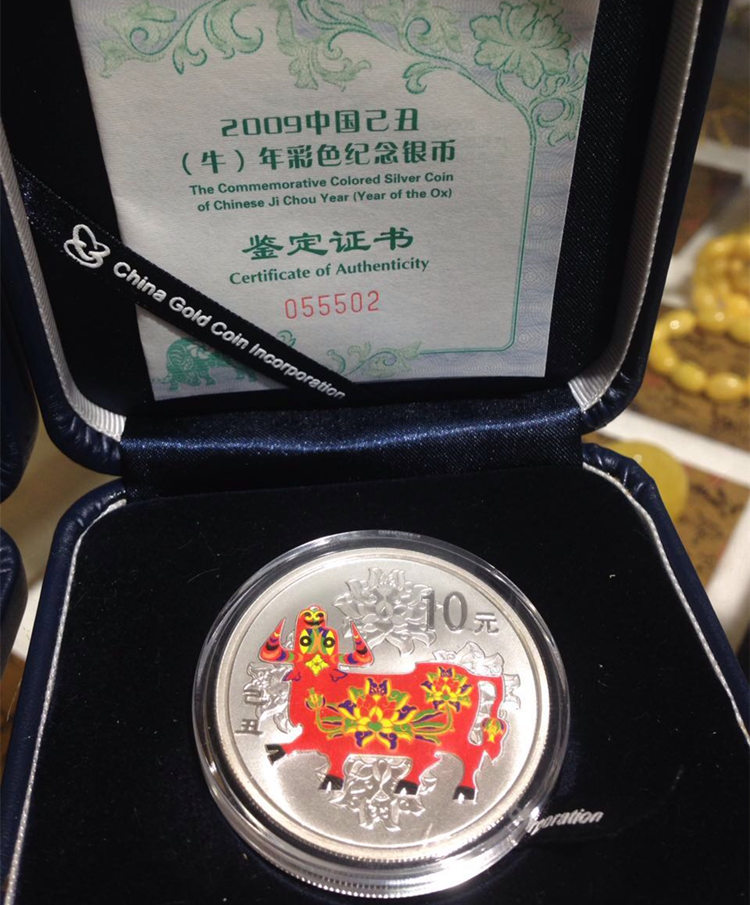 2009中国己丑
（牛）年彩色纪念银币
The Commemorative Colored Silver Coin
of Chinese Ji Chou Year (Year of the Ox)
鉴定证书
Certificate of Authenticity
055502
China Gold Coin Incorporation
10元
己丑